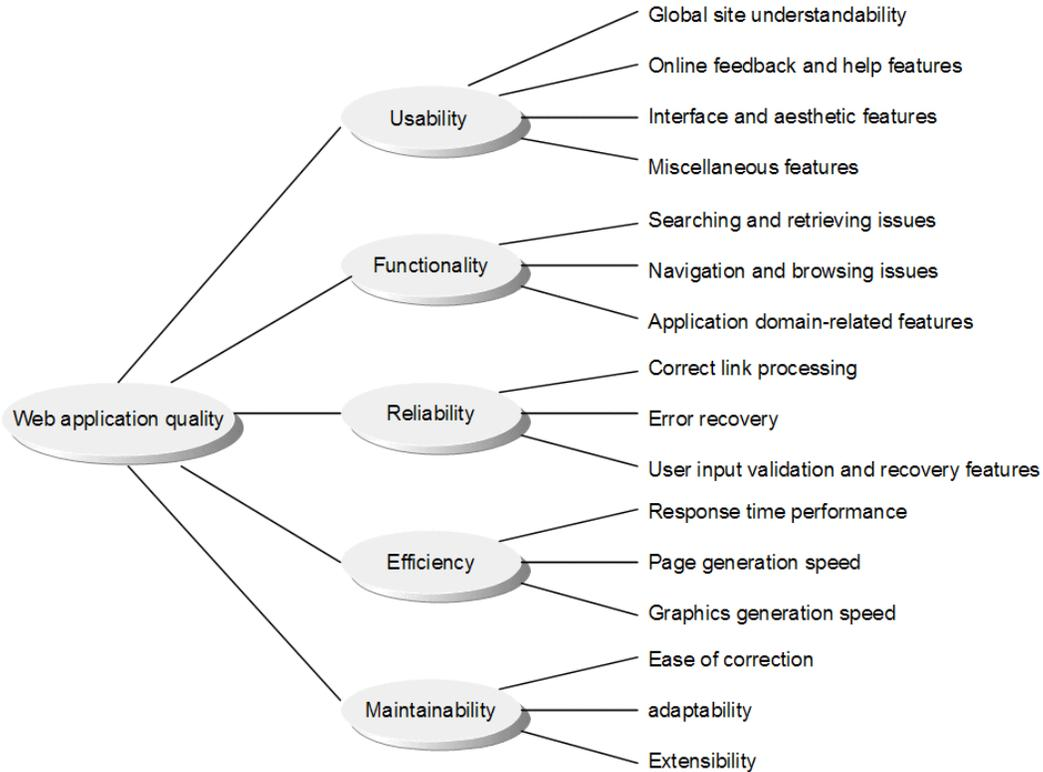 Global site understandability
Online feedback and help features
Usability
Interface and aesthetic features
Miscellaneous features
Searching and retrieving issues
Functionality
Navigation and browsing issues
Application domain-related features
Correct link processing
Web application quality
Reliability
Error recovery
User input validation and recovery features
Response time performance
Efficiency
Page generation speed
Graphics generation speed
Ease of correction
Maintainability
adaptability
Extensibility